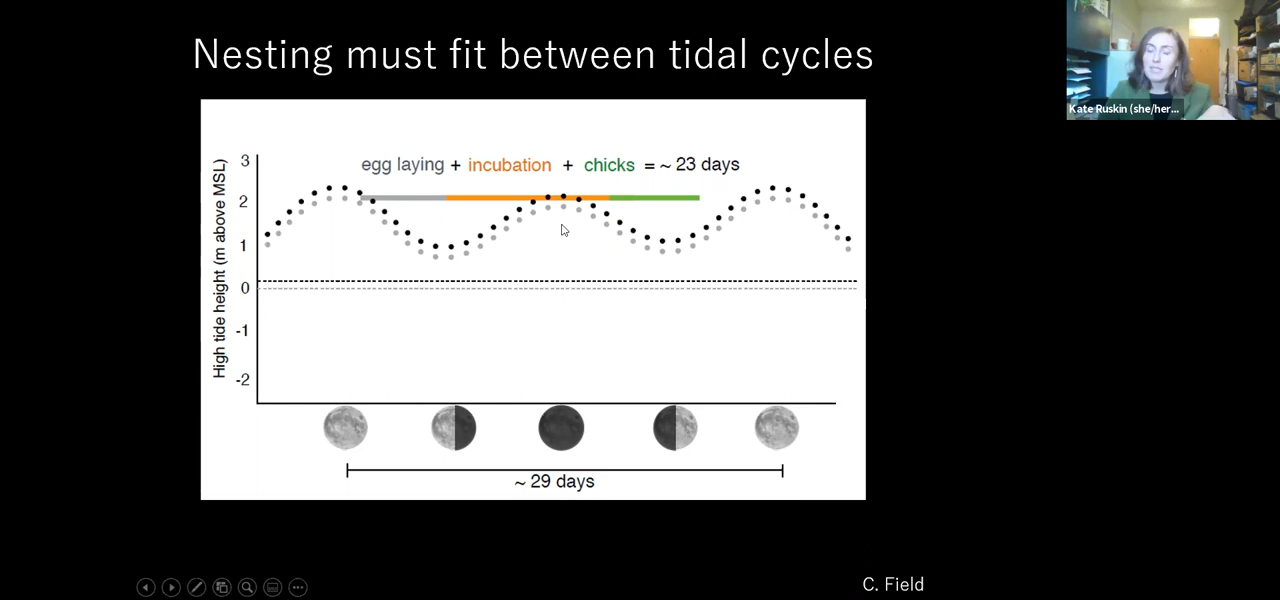 Nesting must fit between tidal cycles
Kate Ruskin (she/her...
egg laying + incubation + chicks = ~ 23 days
High tide height (m above MSL)
3
2
1
0
-1
-2
~ 29 days
C. Field